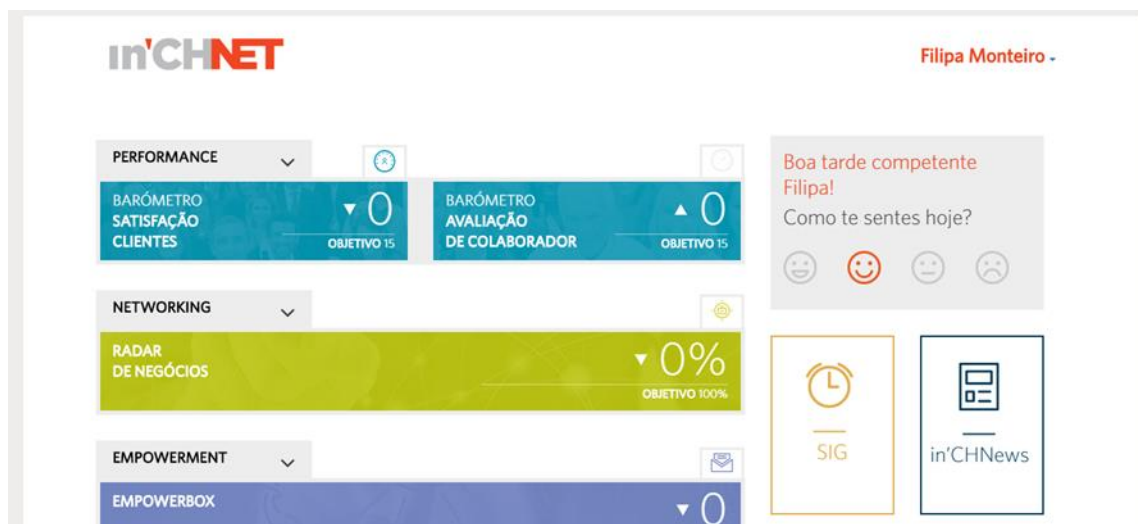 in'CHNET
Filipa Monteiro
PERFORMANCE
BARÓMETRO
SATISFAÇÃO
CLIENTES
0
OBJETIVO 15
BARÓMETRO
AVALIAÇÃO
DE COLABORADOR
0
OBJETIVO 15
NETWORKING
RADAR
DE NEGÓCIOS
0%
OBJETIVO 100%
EMPOWERMENT
EMPOWERBOX
0
Boa tarde competente
Filipa!
Como te sentes hoje?
SIG
in'CHNews